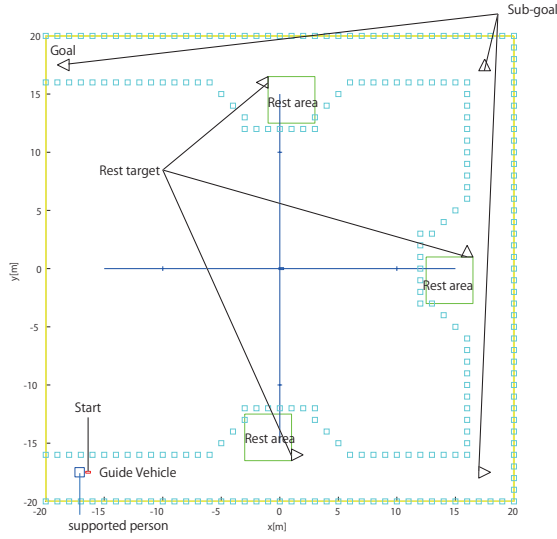 Sub-goal
20
Goal
15
Rest area
10
Rest target
5
y[m]
0
Rest area
-5
-10
Start
-15
Rest area
Guide Vehicle
-20
-20
-15
-10
-5
0
5
10
15
20
supported person
x[m]